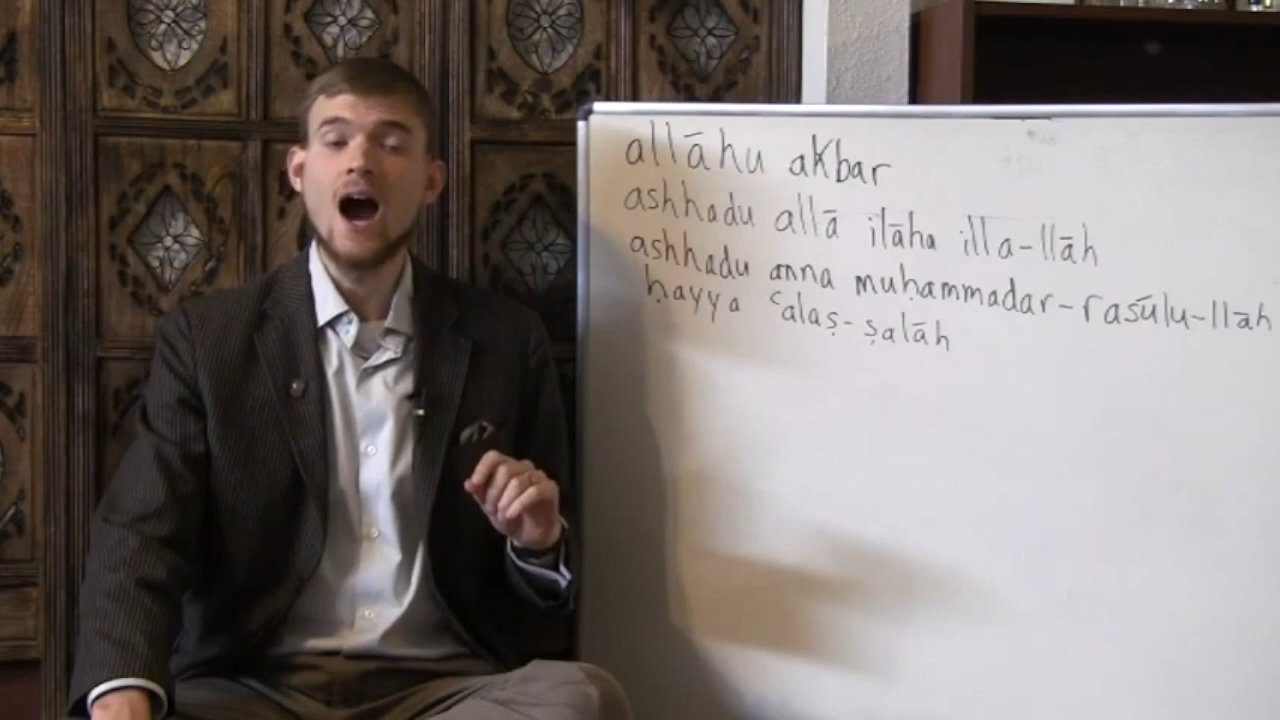 allāhu akbar
ashhadu allā ilāha illa-llāh
ashhadu anna muḥammadar-rasūlu-llāh
ḥayya ʿalaṣ-ṣalāh